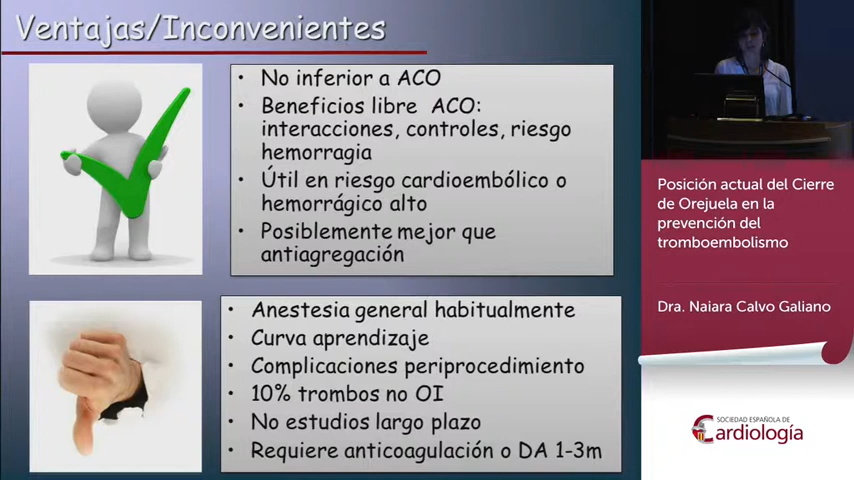 Ventajas/Inconvenientes
• No inferior a ACO
• Beneficios libre ACO:
interacciones, controles, riesgo
hemorragia
• Útil en riesgo cardioembólico o
hemorrágico alto
• Posiblemente mejor que
antiagregación
• Anestesia general habitualmente
• Curva aprendizaje
• Complicaciones periprocedimiento
• 10% trombos no OI
• No estudios largo plazo
• Requiere anticoagulación o DA 1-3m
Posición actual del Cierre
de Orejuela en la
prevención del
tromboembolismo
Dra. Naiara Calvo Galiano
SOCIEDAD ESPAÑOLA DE
Cardiología